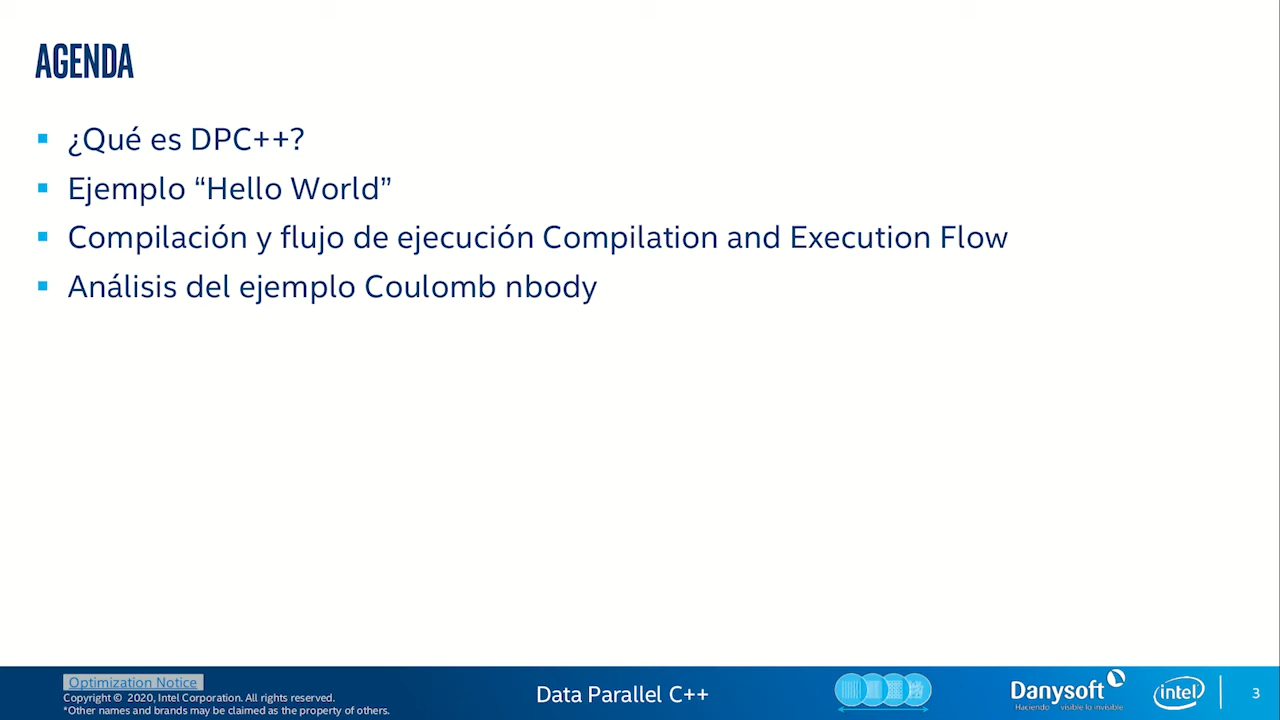 AGENDA
¿Qué es DPC++?
Ejemplo “Hello World”
Compilación y flujo de ejecución Compilation and Execution Flow
Análisis del ejemplo Coulomb nbody
Optimization Notice
Copyright © 2020, Intel Corporation. All rights reserved.
*Other names and brands may be claimed as the property of others.
Data Parallel C++
Danysoft
Haciendo visible lo invisible
intel
3